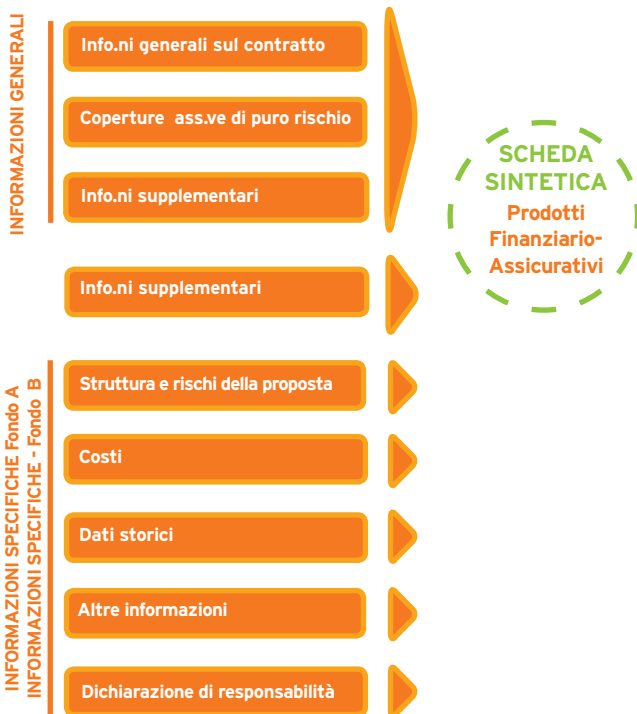 INFORMAZIONI GENERALI
Info.ni generali sul contratto
Coperture ass.ve di puro rischio
Info.ni supplementari
SCHEDA
SINTETICA
Prodotti
Finanziario-
Assicurativi
Info.ni supplementari
INFORMAZIONI SPECIFICHE Fondo A
INFORMAZIONI SPECIFICHE - Fondo B
Struttura e rischi della proposta
Costi
Dati storici
Altre informazioni
Dichiarazione di responsabilità